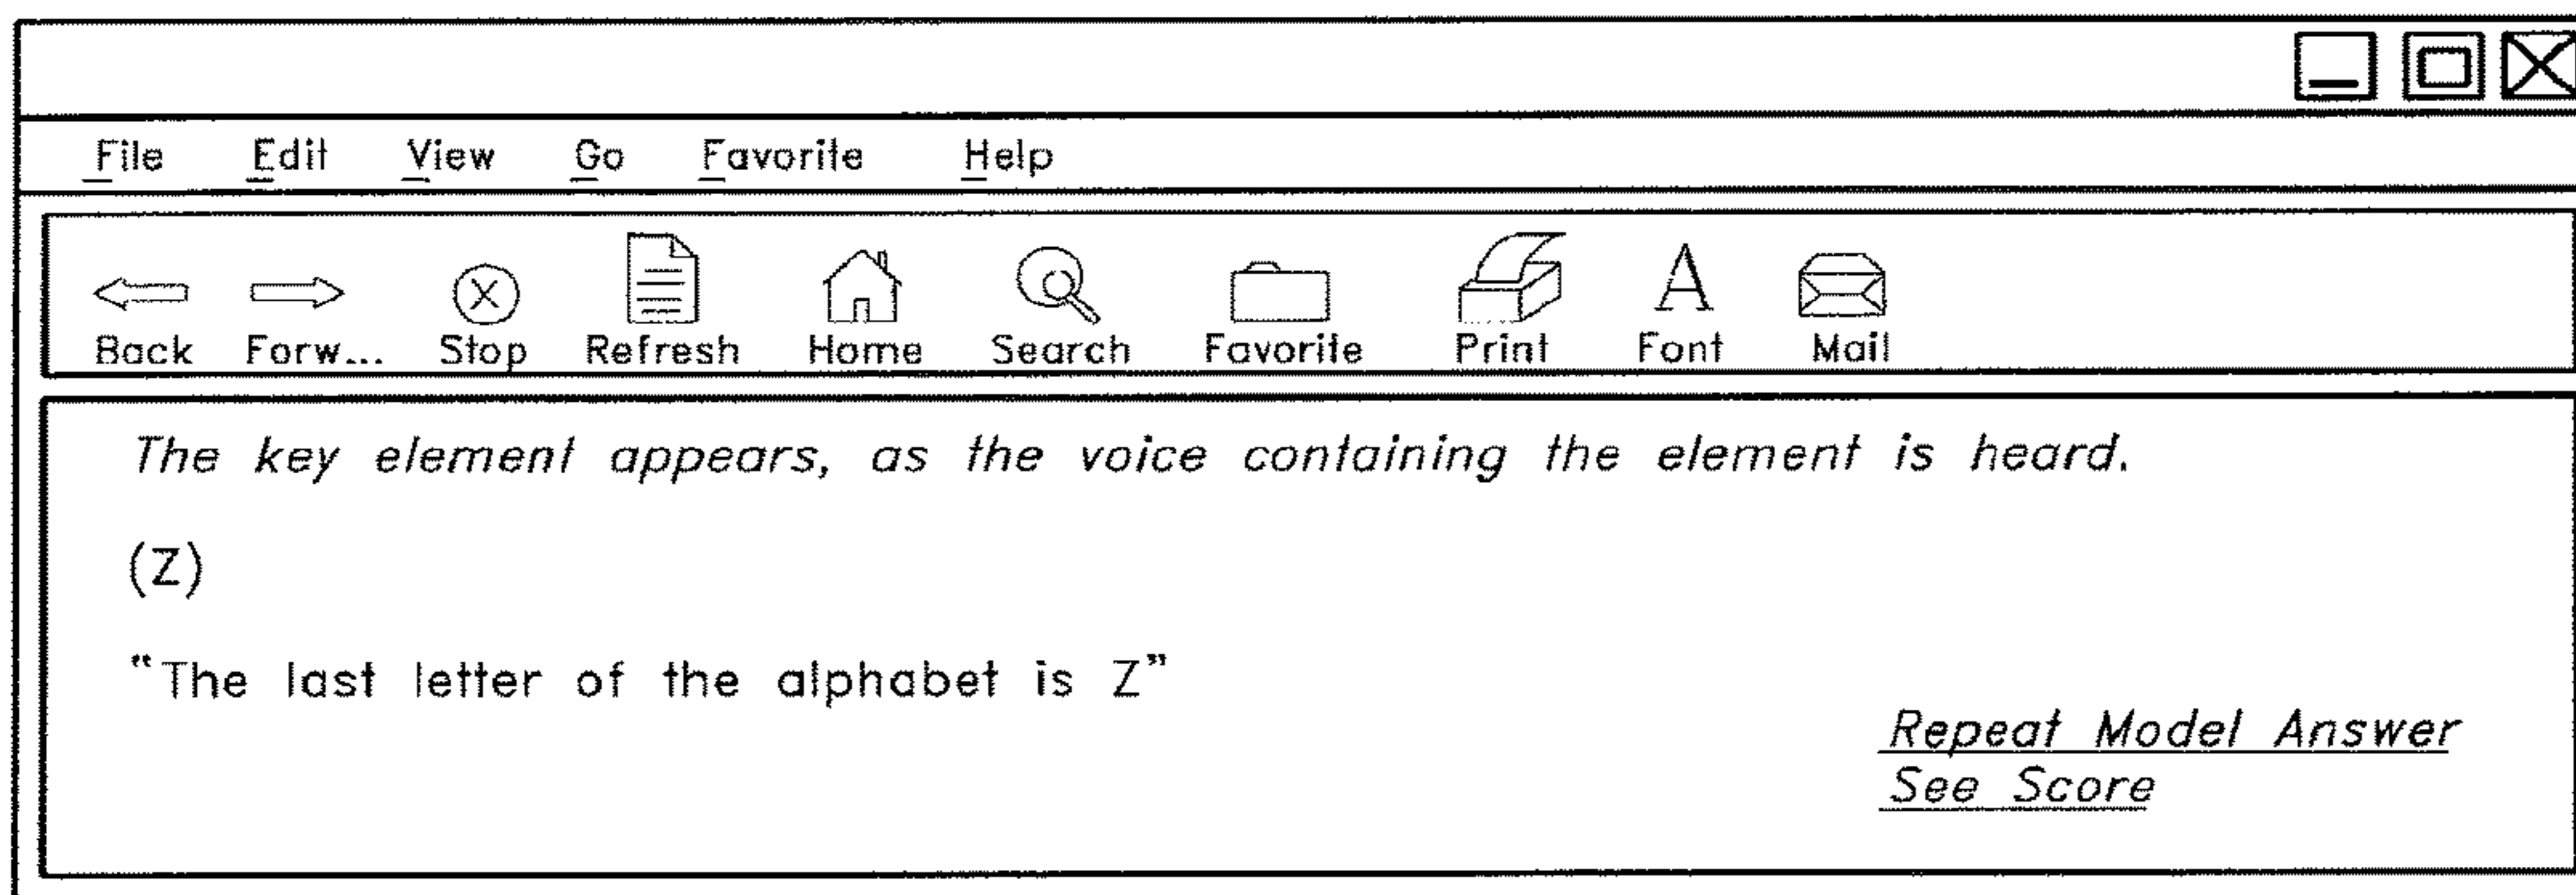 File Edit View Go Favorite Help
Back Forw... Stop Refresh Home Search Favorite Print Font Mail
The key element appears, as the voice containing the element is heard.
(Z)
“The last letter of the alphabet is Z”
Repeat Model Answer
See Score